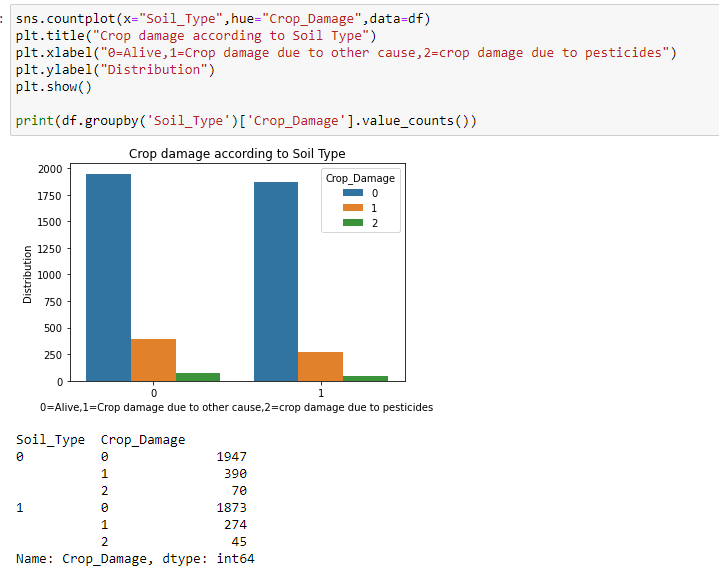 : sns.countplot(x="Soil_Type",hue="Crop_Damage",data=df)
plt.title("Crop damage according to Soil Type")
plt.xlabel("0=Alive,1=Crop damage due to other cause,2=crop damage due to pesticides")
plt.ylabel("Distribution")
plt.show()
print(df.groupby('Soil_Type')['Crop_Damage'].value_counts())
Crop damage according to Soil Type
Crop_Damage
0
1
2
Distribution
2000
1750
1500
1250
1000
750
500
250
0
0 1
0=Alive,1=Crop damage due to other cause,2=crop damage due to pesticides
Soil_Type Crop_Damage
0 0 1947
1 390
2 70
1 0 1873
1 274
2 45
Name: Crop_Damage, dtype: int64